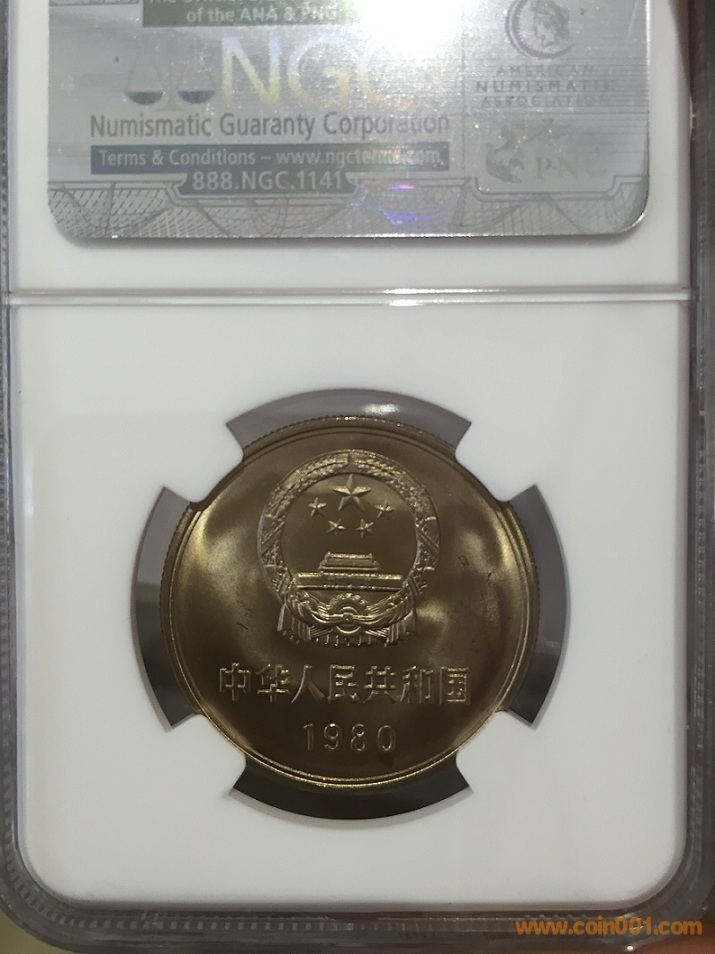 of the ANA & PNG
NGC
AMERICAN
NUMISMATIC
ASSOCIATION
Numismatic Guaranty Corporation
Terms & Conditions – www.ngcterms.com
PNG
888.NGC.1141
中华人民共和国
1980
www.coin001.com